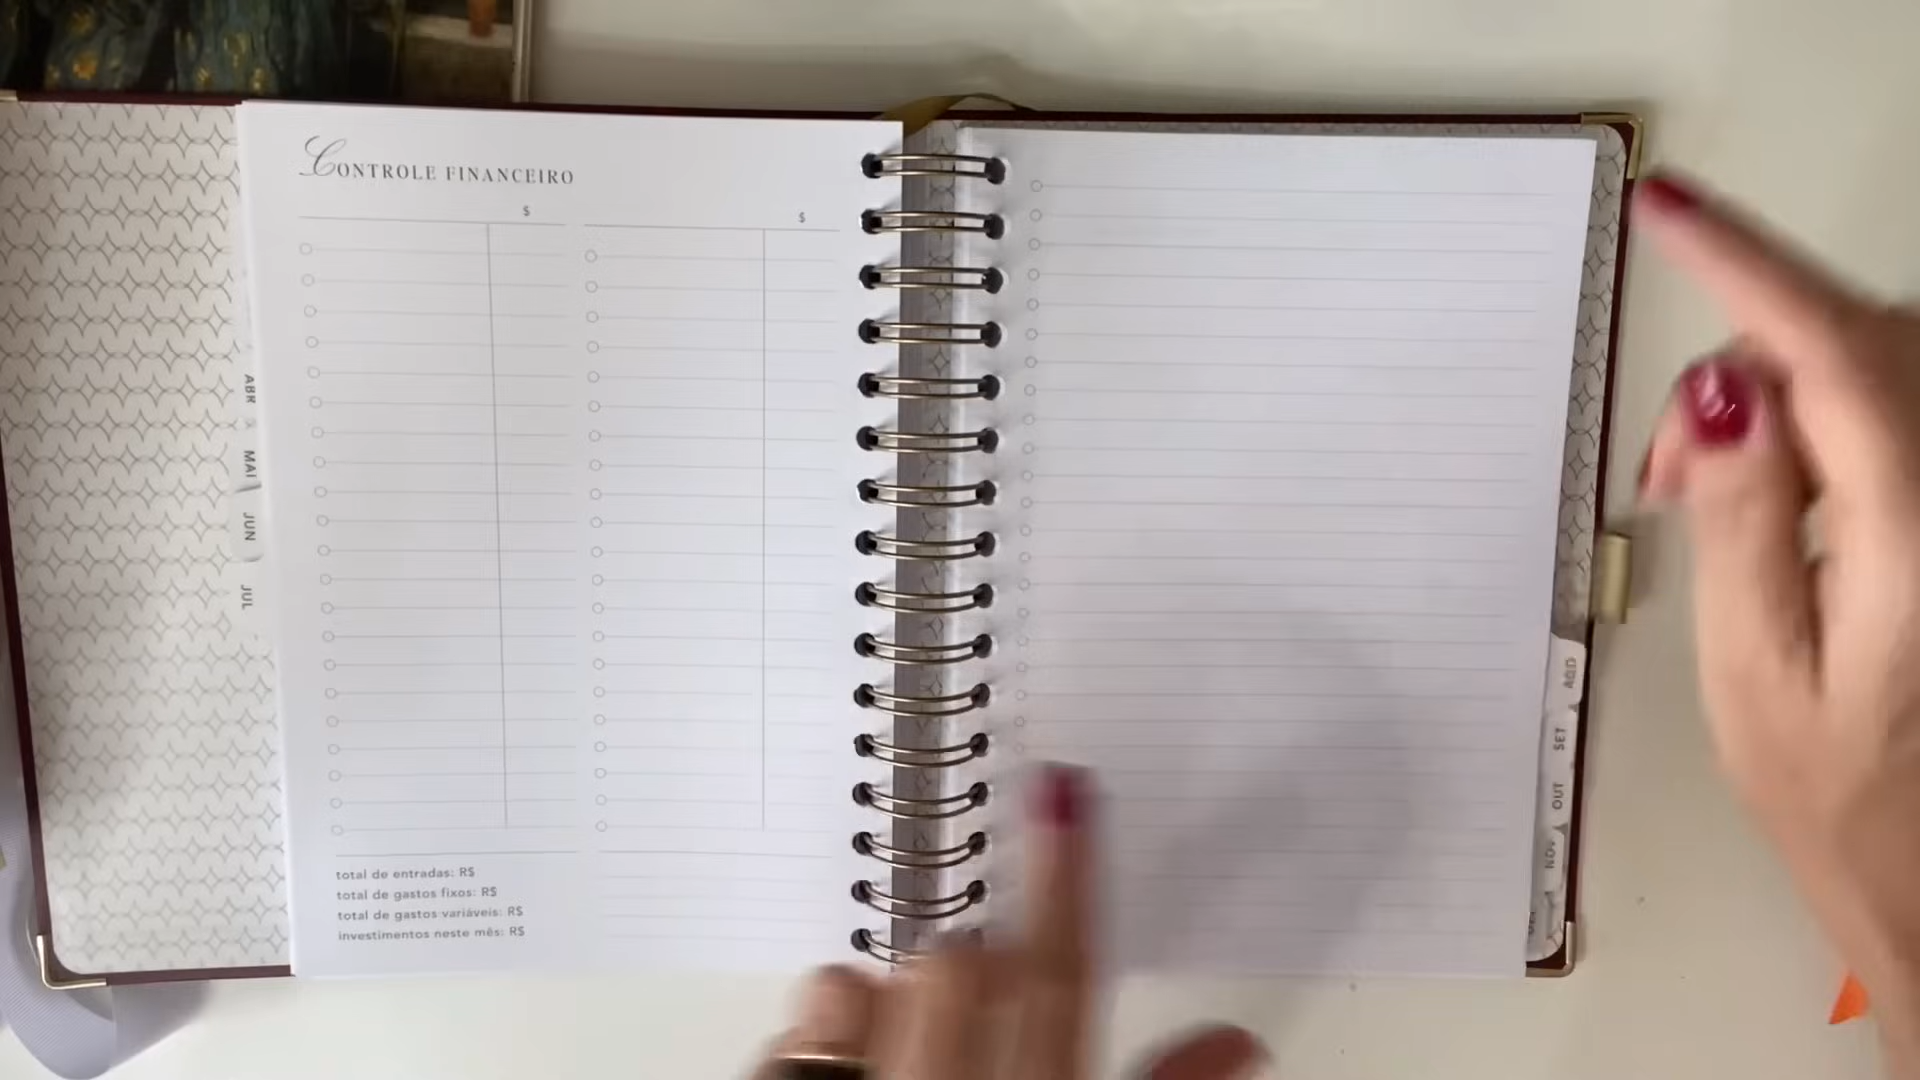 CONTROLE FINANCEIRO
$ $
total de entradas: R$
total de gastos fixos: R$
total de gastos variáveis: R$
investimentos neste mês: R$
ABR
MAI
JUN
JUL
AGO
SET
OUT
NOV